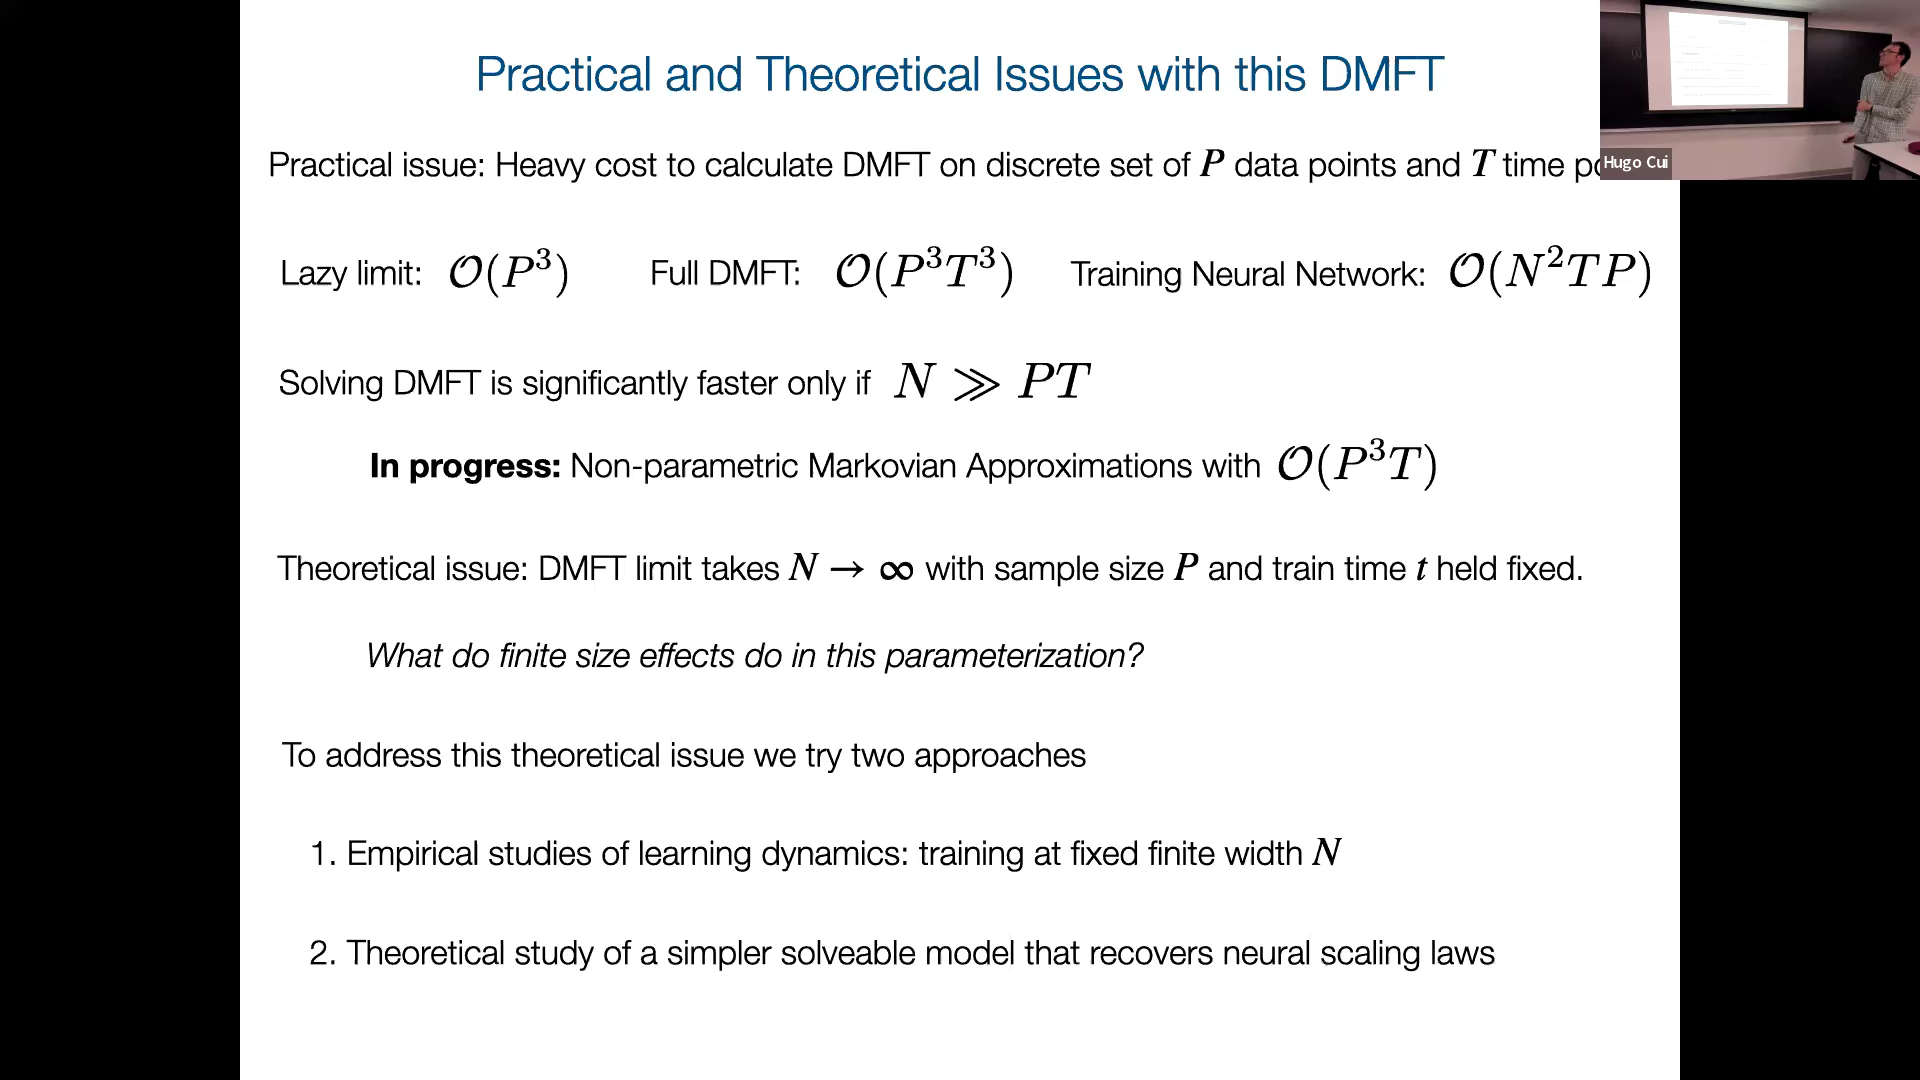 Practical and Theoretical Issues with this DMFT
Practical issue: Heavy cost to calculate DMFT on discrete set of P data points and T time
Hugo Cui
Lazy limit: 𝒪(P³) Full DMFT: 𝒪(P³T³) Training Neural Network: 𝒪(N²TP)
Solving DMFT is significantly faster only if N ≫ PT
In progress: Non-parametric Markovian Approximations with 𝒪(P³T)
Theoretical issue: DMFT limit takes N → ∞ with sample size P and train time t held fixed.
What do finite size effects do in this parameterization?
To address this theoretical issue we try two approaches
1. Empirical studies of learning dynamics: training at fixed finite width N
2. Theoretical study of a simpler solveable model that recovers neural scaling laws